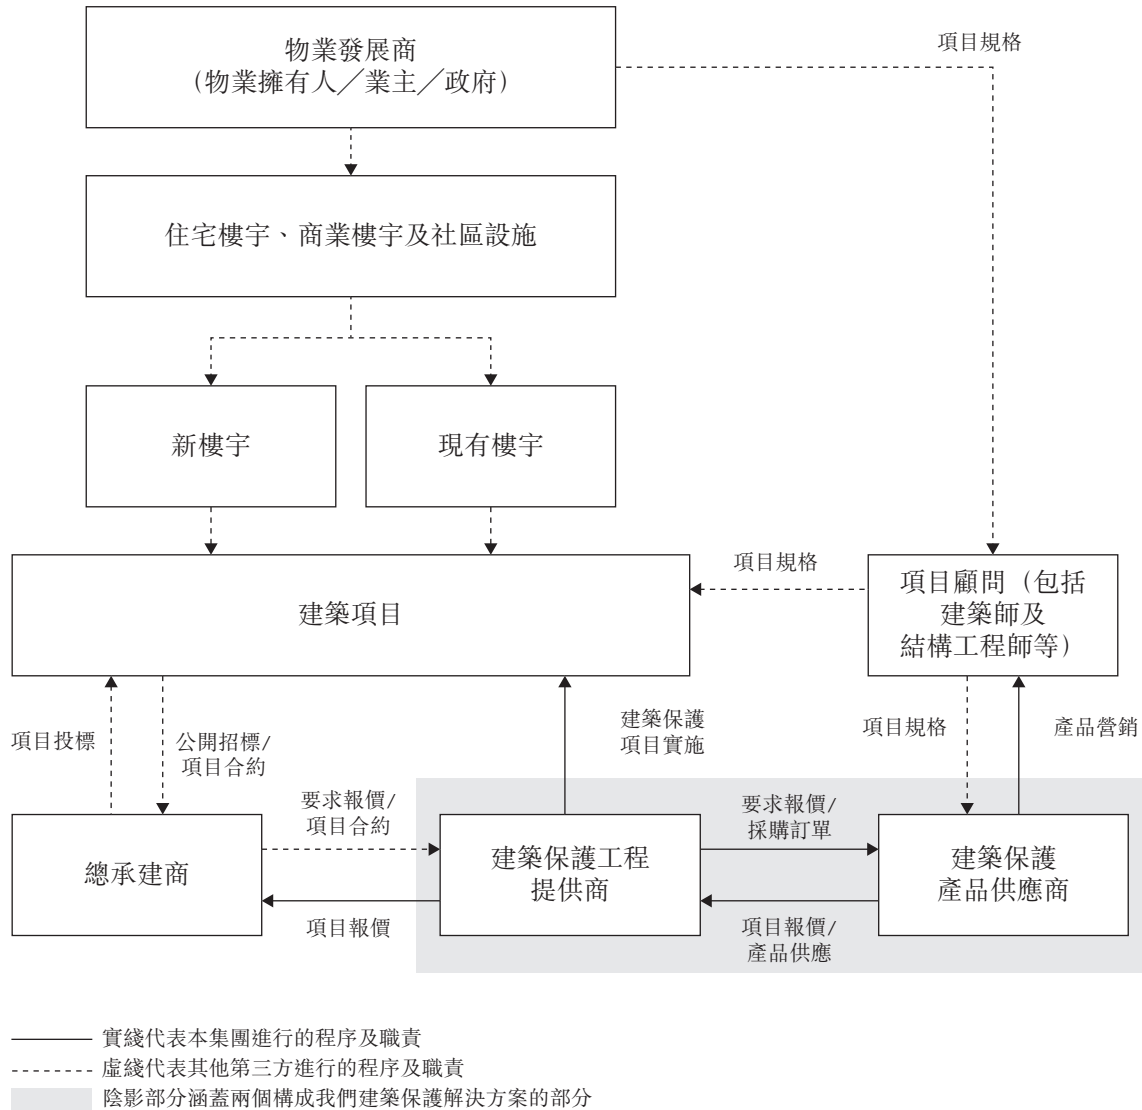 物業發展商
（物業擁有人／業主／政府）
項目規格
住宅樓宇、商業樓宇及社區設施
新樓宇
現有樓宇
建築項目
項目規格
項目顧問（包括
建築師及
結構工程師等）
項目投標
公開招標/
項目合約
建築保護
項目實施
項目規格
產品營銷
要求報價/
項目合約
要求報價/
採購訂單
總承建商
建築保護工程
提供商
建築保護
產品供應商
項目報價
項目報價/
產品供應
實綫代表本集團進行的程序及職責
虛綫代表其他第三方進行的程序及職責
陰影部分涵蓋兩個構成我們建築保護解決方案的部分